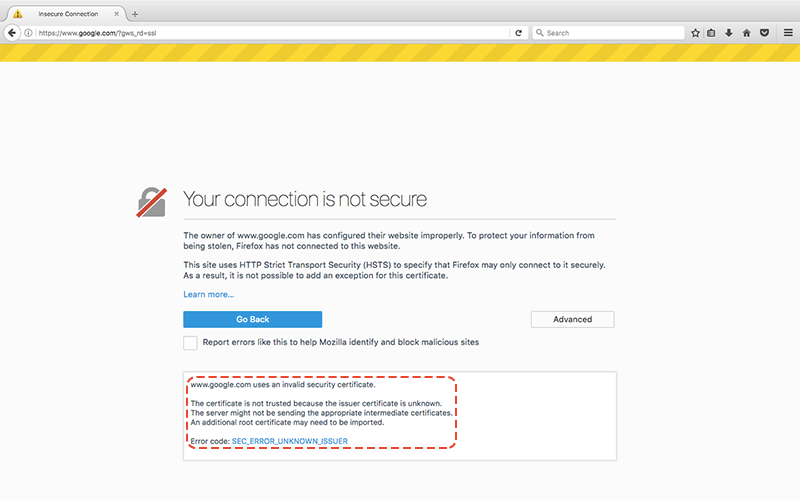 Insecure Connection
https://www.google.com/?gws_rd=ssl
Search
Your connection is not secure
The owner of www.google.com has configured their website improperly. To protect your information from
being stolen, Firefox has not connected to this website.
This site uses HTTP Strict Transport Security (HSTS) to specify that Firefox may only connect to it securely.
As a result, it is not possible to add an exception for this certificate.
Learn more...
Go Back
Advanced
Report errors like this to help Mozilla identify and block malicious sites
www.google.com uses an invalid security certificate.
The certificate is not trusted because the issuer certificate is unknown.
The server might not be sending the appropriate intermediate certificates.
An additional root certificate may need to be imported.
Error code: SEC_ERROR_UNKNOWN_ISSUER